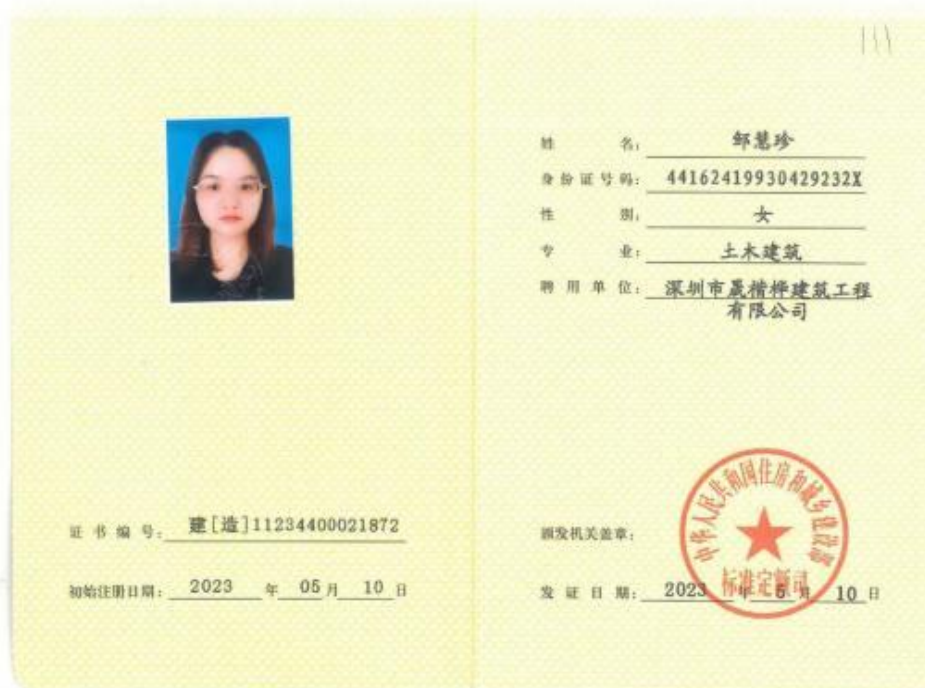 姓名: 邹慧珍
身份证号码: 44162419930429232X
性别: 女
专业: 土木建筑
聘用单位: 深圳市晟楷桦建筑工程
有限公司
证书编号: 建[造]11234400021872
初始注册日期: 2023 年 05 月 10 日
颁发机关盖章:
中华人民共和国住房和城乡建设部
标准定额司
发证日期: 2023 年 5 月 10 日